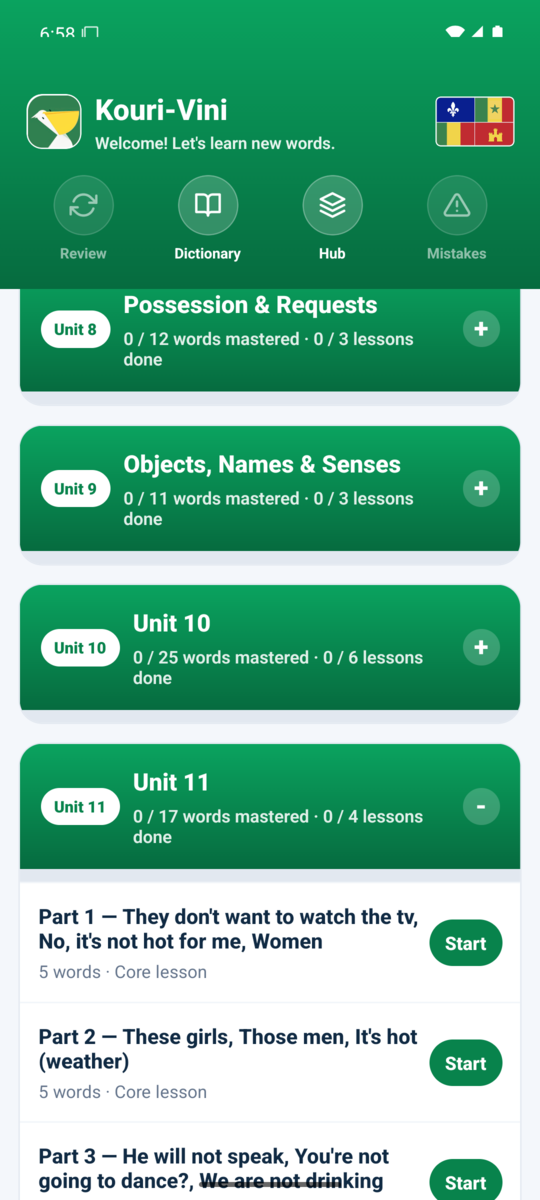 6:58
Kouri-Vini
Welcome! Let's learn new words.
Review
Dictionary
Hub
Mistakes
Possession & Requests
Unit 8
0 / 12 words mastered · 0 / 3 lessons
done
+
Objects, Names & Senses
Unit 9
0 / 11 words mastered · 0 / 3 lessons
done
+
Unit 10
Unit 10
0 / 25 words mastered · 0 / 6 lessons
done
+
Unit 11
Unit 11
0 / 17 words mastered · 0 / 4 lessons
done
-
Part 1 — They don't want to watch the tv,
No, it's not hot for me, Women
Start
5 words · Core lesson
Part 2 — These girls, Those men, It's hot
(weather)
Start
5 words · Core lesson
Part 3 — He will not speak, You're not
going to dance?, We are not drinking
Start